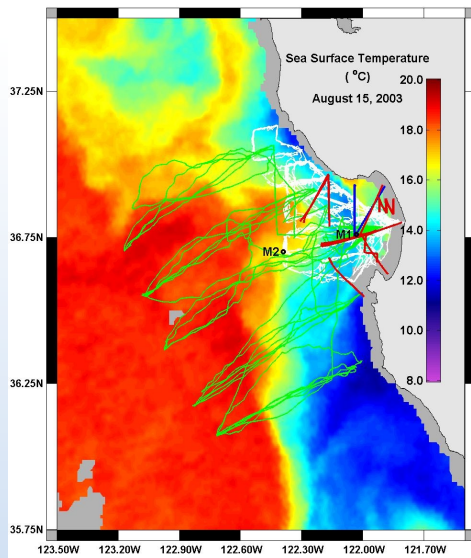 Sea Surface Temperature
( °C)
August 15, 2003
37.25N
36.75N
36.25N
35.75N
20.0
18.0
16.0
14.0
12.0
10.0
8.0
M1
M2
123.50W 123.20W 122.90W 122.60W 122.30W 122.00W 121.70W